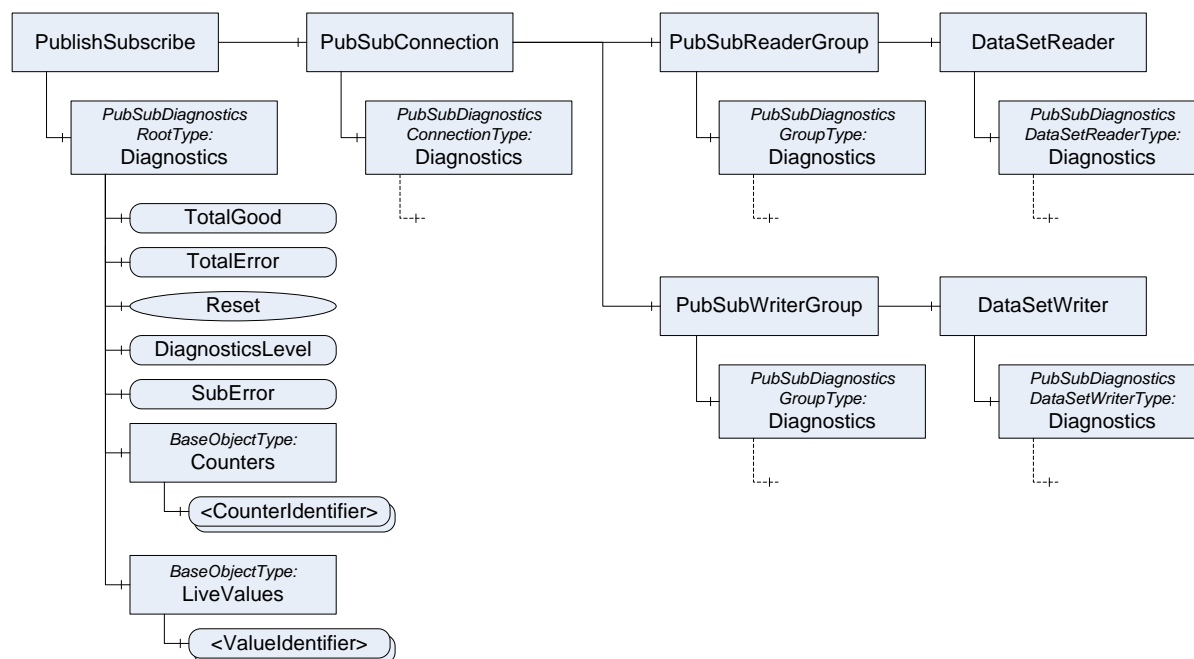 PublishSubscribe
PubSubConnection
PubSubReaderGroup
DataSetReader
PubSubDiagnostics
RootType:
Diagnostics
PubSubDiagnostics
ConnectionType:
Diagnostics
PubSubDiagnostics
GroupType:
Diagnostics
PubSubDiagnostics
DataSetReaderType:
Diagnostics
TotalGood
TotalError
Reset
DiagnosticsLevel
SubError
BaseObjectType:
Counters
<CounterIdentifier>
BaseObjectType:
LiveValues
<ValueIdentifier>
PubSubWriterGroup
DataSetWriter
PubSubDiagnostics
GroupType:
Diagnostics
PubSubDiagnostics
DataSetWriterType:
Diagnostics